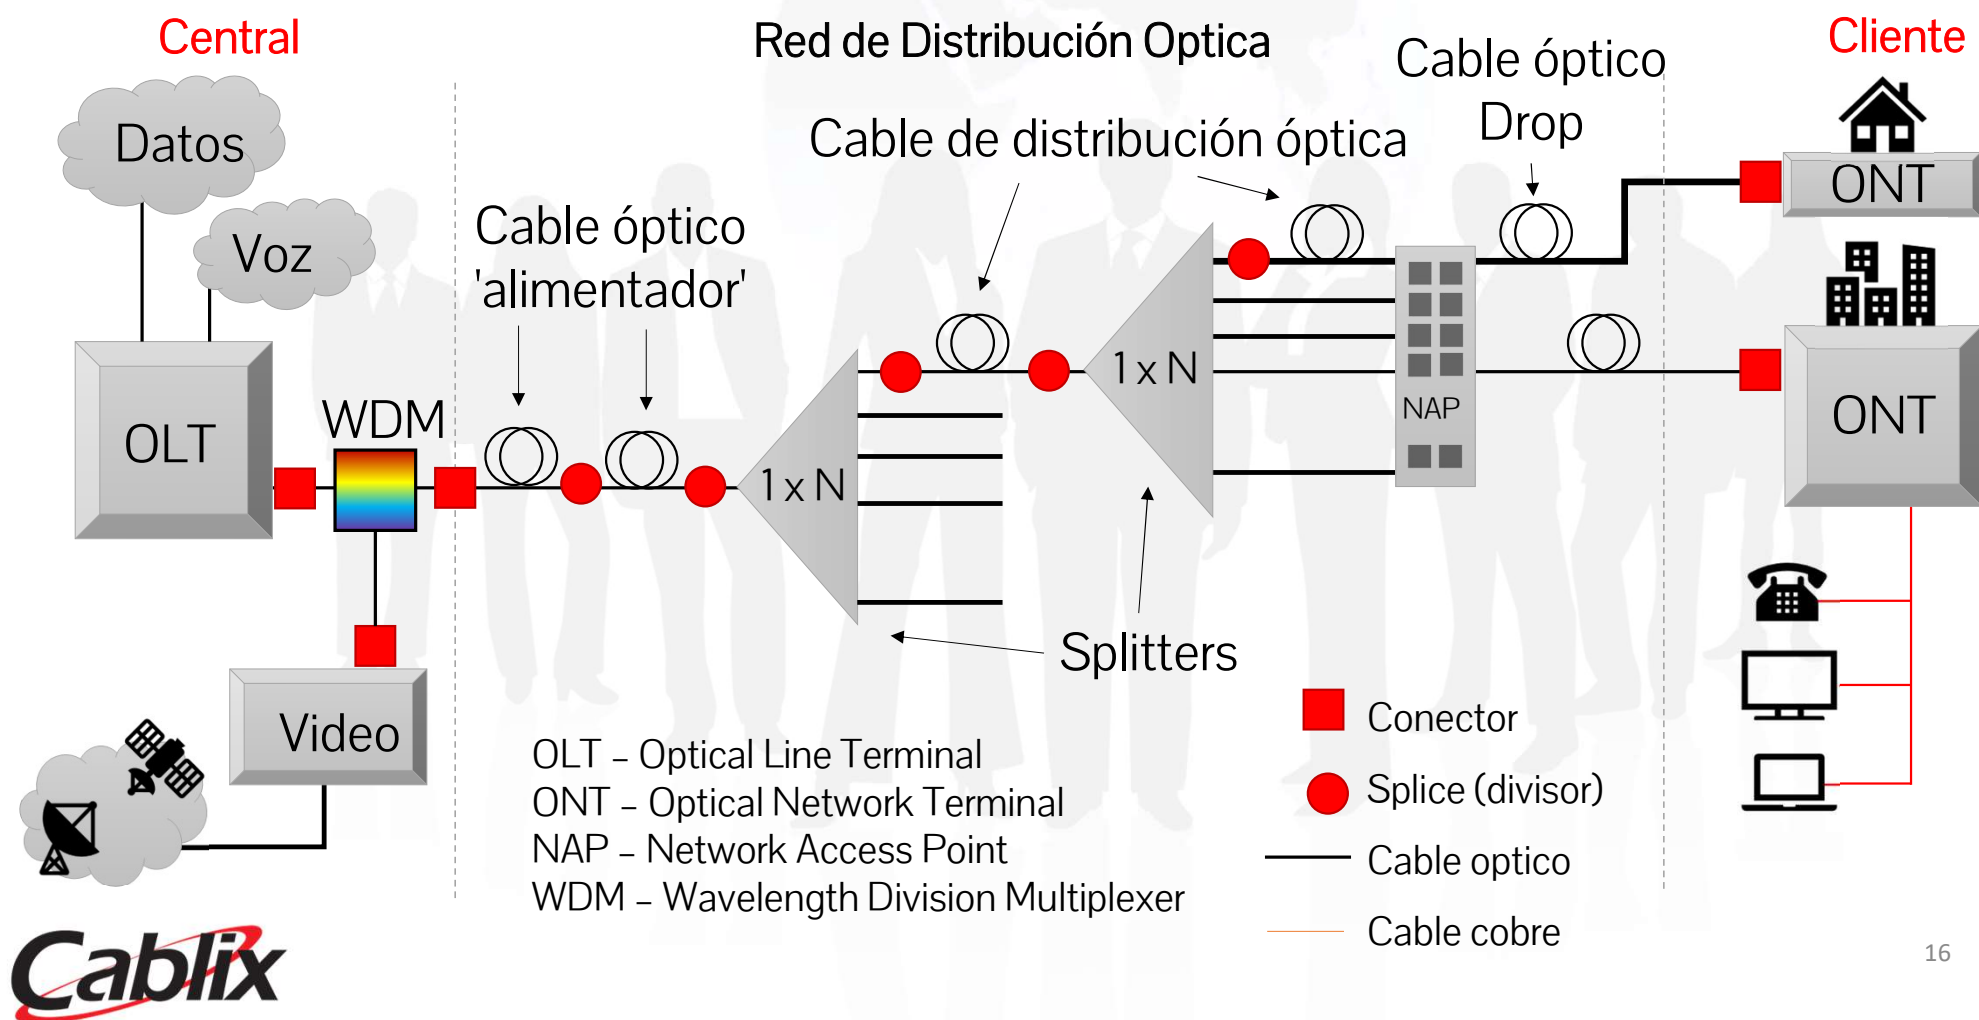 Central
Red de Distribución Optica
Cliente
Cable óptico
Drop
Cable de distribución óptica
Datos
Voz
Cable óptico
'alimentador'
ONT
OLT
WDM
1 x N
1 x N
NAP
ONT
Splitters
Video
OLT – Optical Line Terminal
ONT – Optical Network Terminal
NAP – Network Access Point
WDM – Wavelength Division Multiplexer
Conector
Splice (divisor)
Cable optico
Cable cobre
Cablix
16